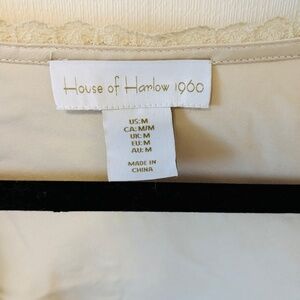 House of Harlow 1960
US: M
CA: M/M
UK: M
EU: M
AU: M
MADE IN
CHINA